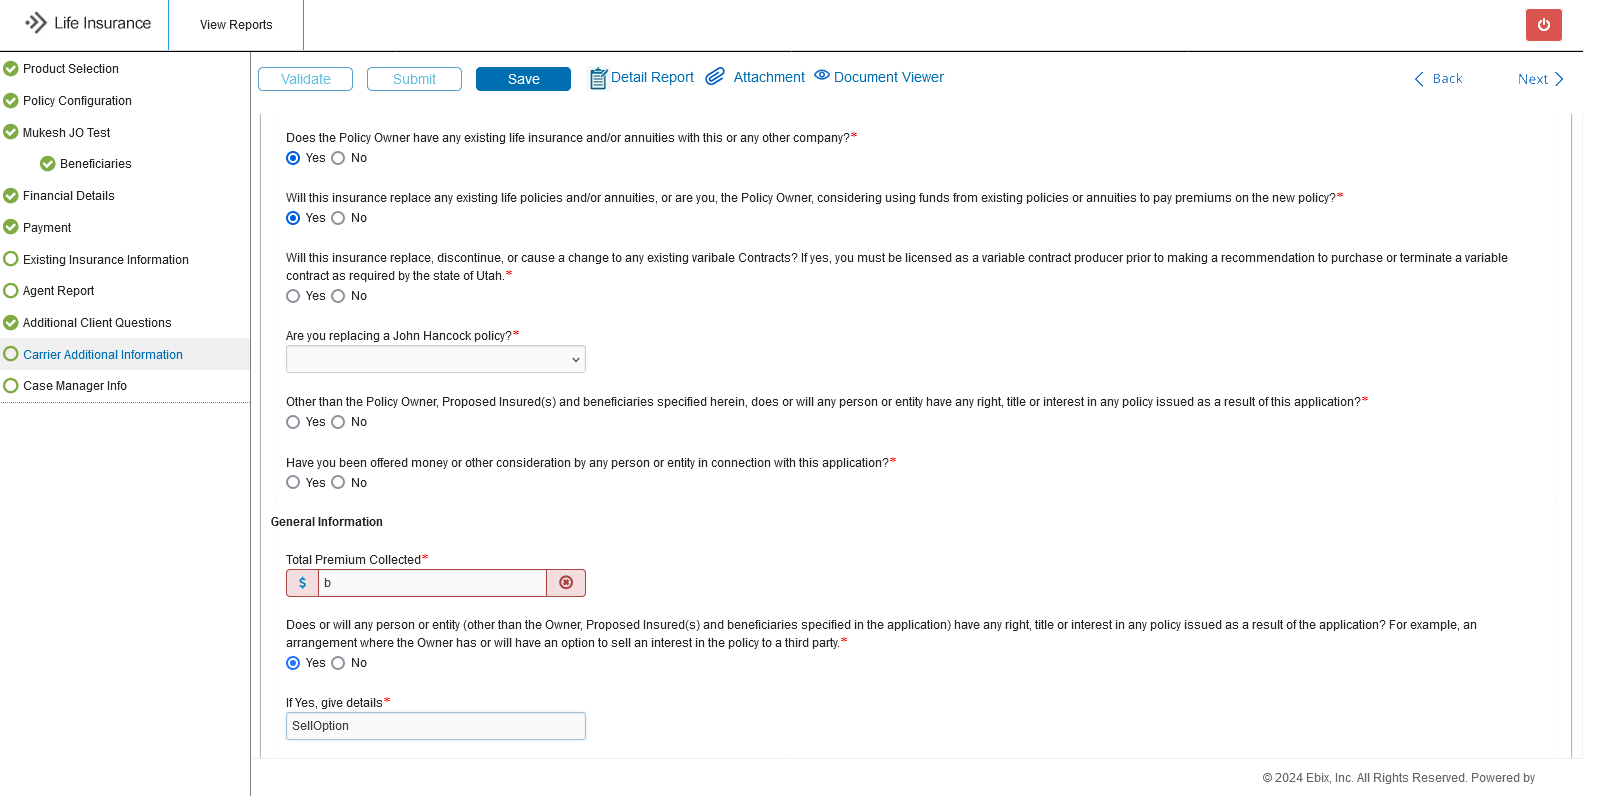 Life Insurance
View Reports
Product Selection
Policy Configuration
Mukesh JO Test
Beneficiaries
Financial Details
Payment
Existing Insurance Information
Agent Report
Additional Client Questions
Carrier Additional Information
Case Manager Info
Validate
Submit
Save
Detail Report
Attachment
Document Viewer
Back
Next
Does the Policy Owner have any existing life insurance and/or annuities with this or any other company?*
Yes No
Will this insurance replace any existing life policies and/or annuities, or are you, the Policy Owner, considering using funds from existing policies or annuities to pay premiums on the new policy?*
Yes No
Will this insurance replace, discontinue, or cause a change to any existing varibale Contracts? If yes, you must be licensed as a variable contract producer prior to making a recommendation to purchase or terminate a variable
contract as required by the state of Utah.*
Yes No
Are you replacing a John Hancock policy?*
Other than the Policy Owner, Proposed Insured(s) and beneficiaries specified herein, does or will any person or entity have any right, title or interest in any policy issued as a result of this application?*
Yes No
Have you been offered money or other consideration by any person or entity in connection with this application?*
Yes No
General Information
Total Premium Collected*
$ b
Does or will any person or entity (other than the Owner, Proposed Insured(s) and beneficiaries specified in the application) have any right, title or interest in any policy issued as a result of the application? For example, an
arrangement where the Owner has or will have an option to sell an interest in the policy to a third party.*
Yes No
If Yes, give details*
SellOption
© 2024 Ebix, Inc. All Rights Reserved. Powered by